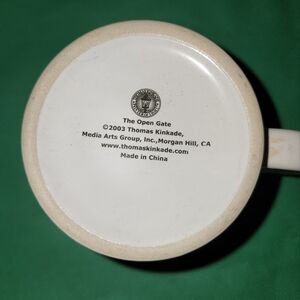 The Open Gate
©2003 Thomas Kinkade,
Media Arts Group, Inc.,Morgan Hill, CA
www.thomaskinkade.com
Made in China